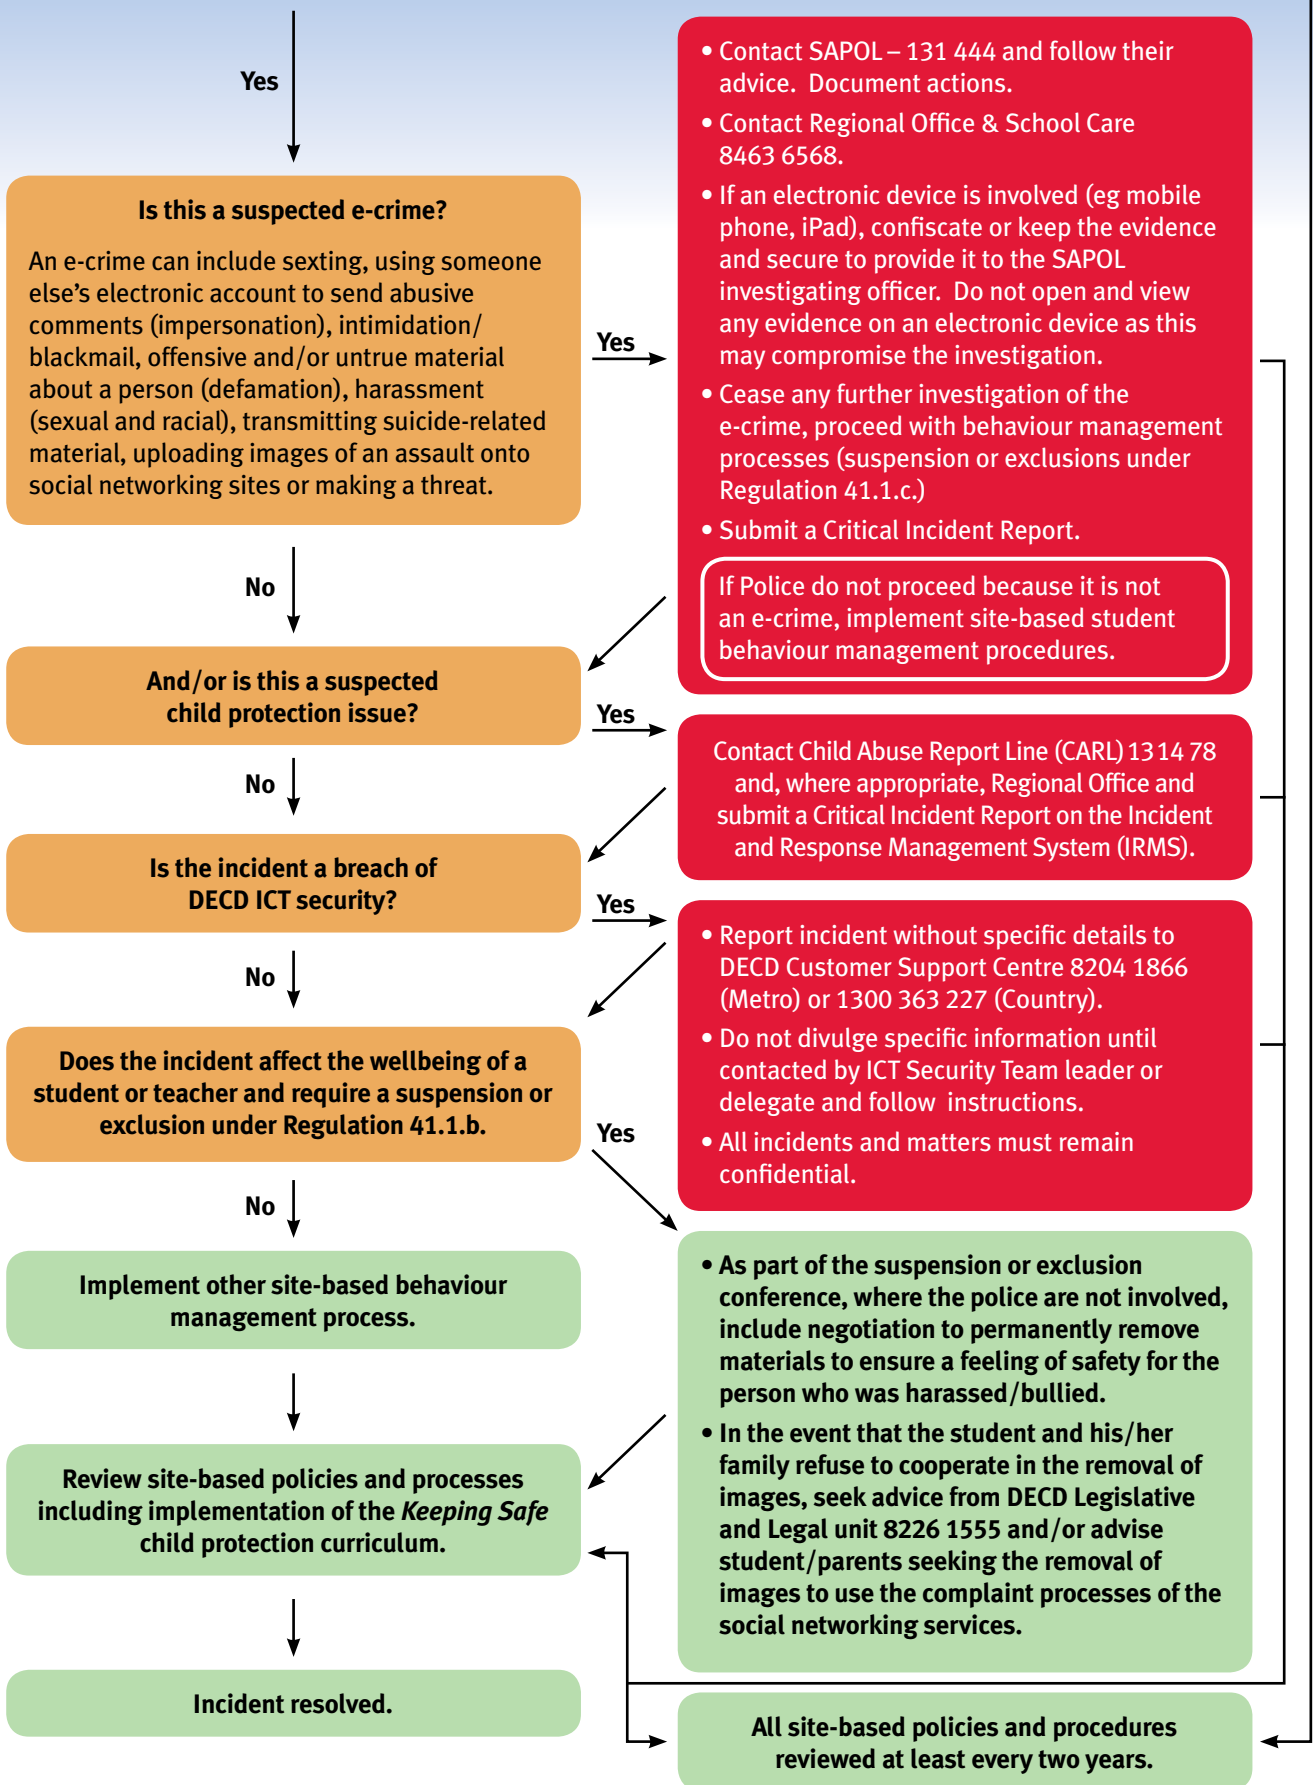 Yes
Is this a suspected e-crime?
An e-crime can include sexting, using someone
else's electronic account to send abusive
comments (impersonation), intimidation/
blackmail, offensive and/or untrue material
about a person (defamation), harassment
(sexual and racial), transmitting suicide-related
material, uploading images of an assault onto
social networking sites or making a threat.
Yes
• Contact SAPOL – 131 444 and follow their
advice. Document actions.
• Contact Regional Office & School Care
8463 6568.
• If an electronic device is involved (eg mobile
phone, iPad), confiscate or keep the evidence
and secure to provide it to the SAPOL
investigating officer. Do not open and view
any evidence on an electronic device as this
may compromise the investigation.
• Cease any further investigation of the
e-crime, proceed with behaviour management
processes (suspension or exclusions under
Regulation 41.1.c.)
• Submit a Critical Incident Report.
If Police do not proceed because it is not
an e-crime, implement site-based student
behaviour management procedures.
No
And/or is this a suspected
child protection issue?
Yes
Contact Child Abuse Report Line (CARL) 13 14 78
and, where appropriate, Regional Office and
submit a Critical Incident Report on the Incident
and Response Management System (IRMS).
No
Is the incident a breach of
DECD ICT security?
Yes
• Report incident without specific details to
DECD Customer Support Centre 8204 1866
(Metro) or 1300 363 227 (Country).
• Do not divulge specific information until
contacted by ICT Security Team leader or
delegate and follow instructions.
• All incidents and matters must remain
confidential.
No
Does the incident affect the wellbeing of a
student or teacher and require a suspension or
exclusion under Regulation 41.1.b.
Yes
• As part of the suspension or exclusion
conference, where the police are not involved,
include negotiation to permanently remove
materials to ensure a feeling of safety for the
person who was harassed/bullied.
• In the event that the student and his/her
family refuse to cooperate in the removal of
images, seek advice from DECD Legislative
and Legal unit 8226 1555 and/or advise
student/parents seeking the removal of
images to use the complaint processes of the
social networking services.
No
Implement other site-based behaviour
management process.
Review site-based policies and processes
including implementation of the Keeping Safe
child protection curriculum.
Incident resolved.
All site-based policies and procedures
reviewed at least every two years.